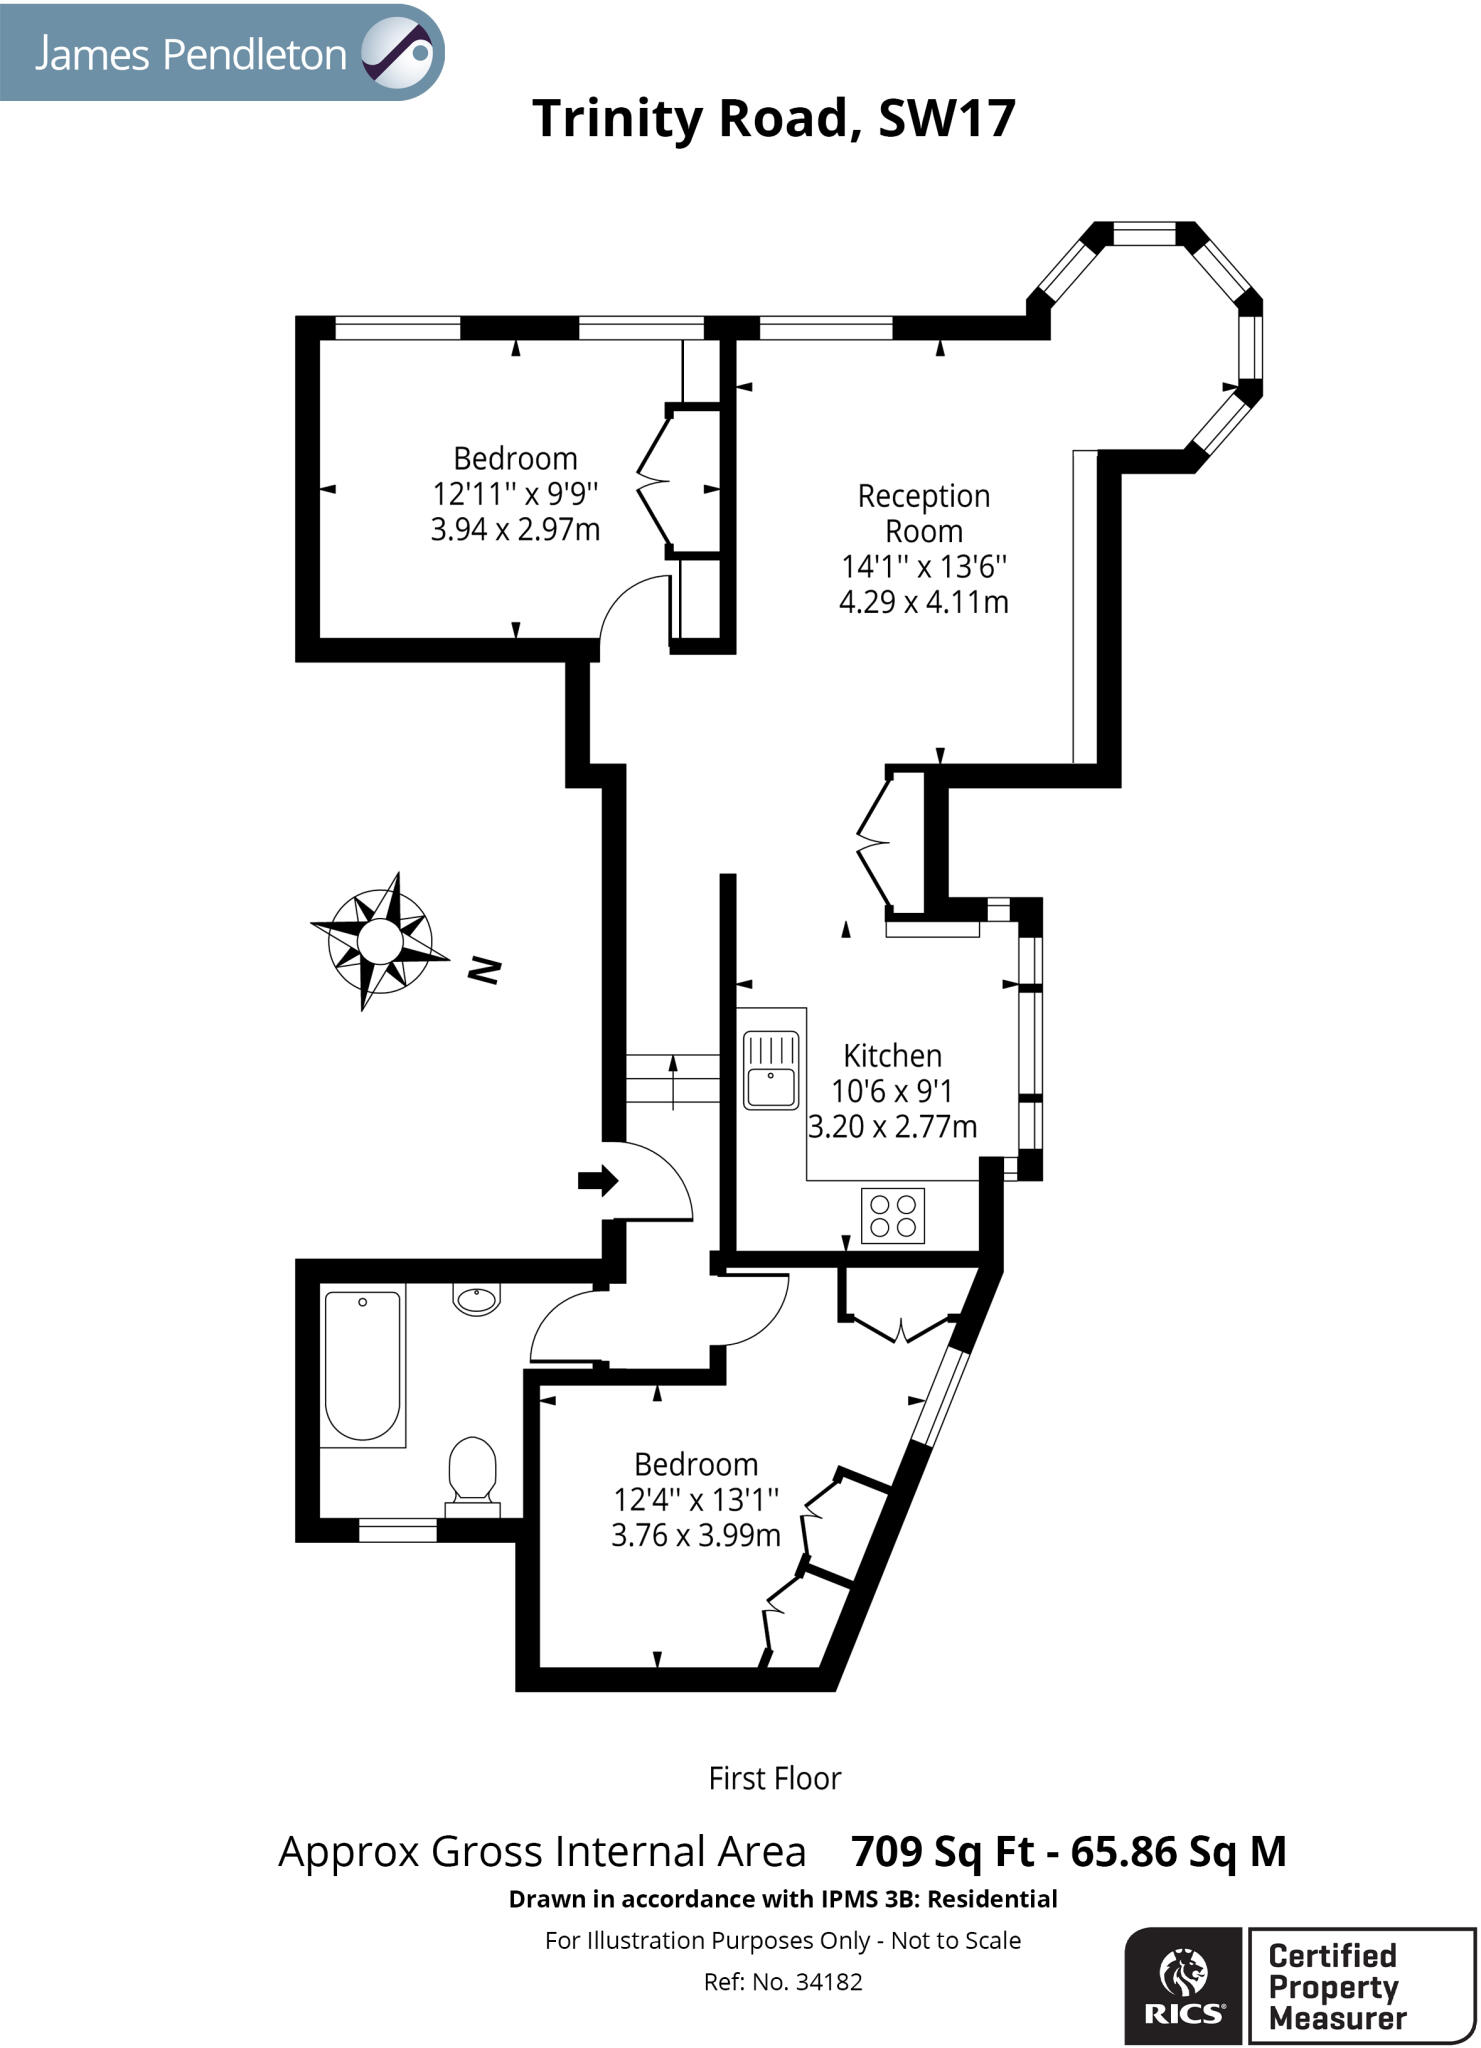 James Pendleton
Trinity Road, SW17
Bedroom
12'11'' x 9'9''
3.94 x 2.97m
Reception
Room
14'1'' x 13'6''
4.29 x 4.11m
N
Kitchen
10'6 x 9'1
3.20 x 2.77m
Bedroom
12'4'' x 13'1''
3.76 x 3.99m
First Floor
Approx Gross Internal Area 709 Sq Ft - 65.86 Sq M
Drawn in accordance with IPMS 3B: Residential
For Illustration Purposes Only - Not to Scale
Ref: No. 34182
RICS®
Certified
Property
Measurer